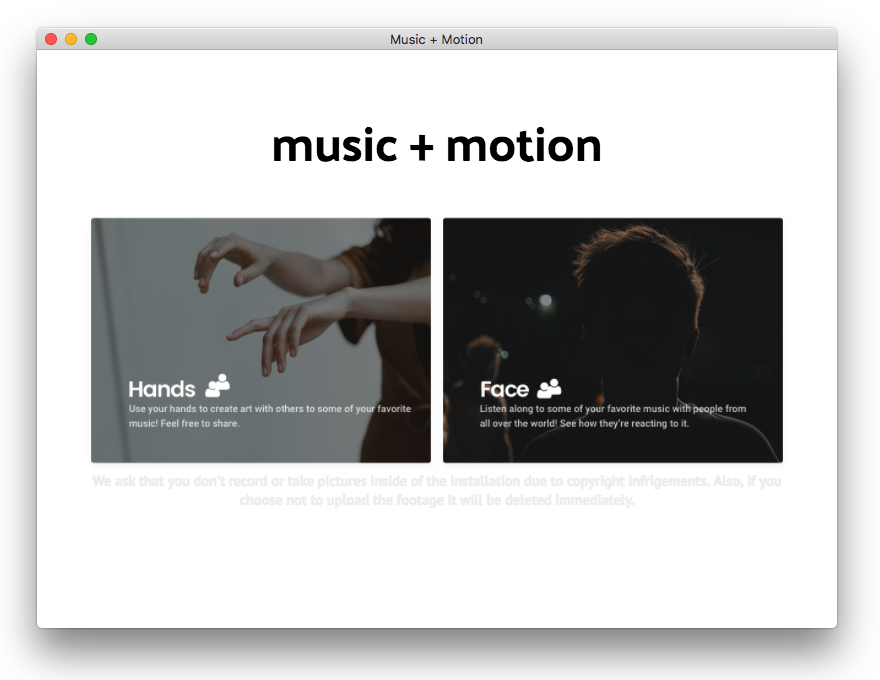 Music + Motion
music + motion
Hands
Use your hands to create art with others to some of your favorite
music! Feel free to share.
Face
Listen along to some of your favorite music with people from
all over the world! See how they're reacting to it.
We ask that you don't record or take pictures inside of the installation due to copyright infrigements. Also, if you
choose not to upload the footage it will be deleted immediately.